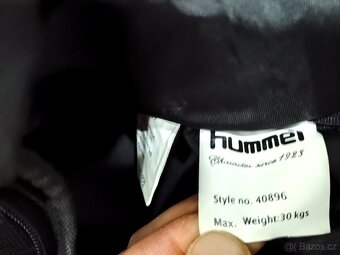 hummel
Character since 1923
Style no. 40896
Max. Weight:30 kgs
Bazos.cz